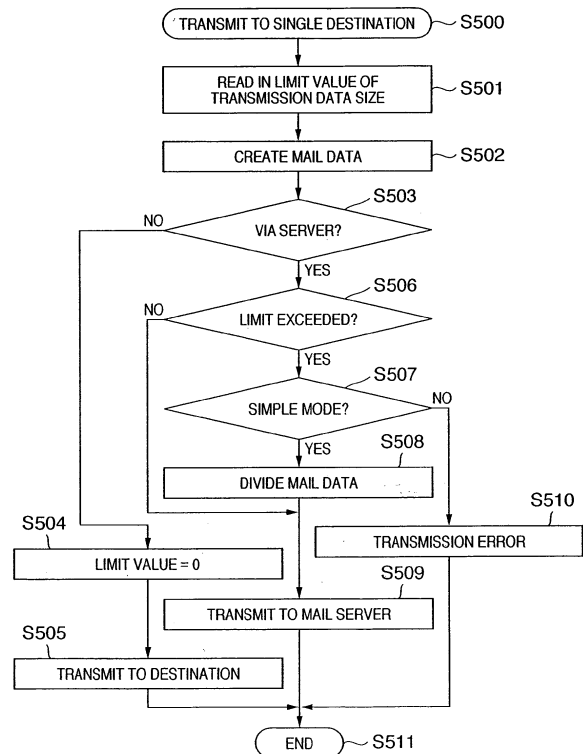 TRANSMIT TO SINGLE DESTINATION
S500
READ IN LIMIT VALUE OF
TRANSMISSION DATA SIZE
S501
CREATE MAIL DATA
S502
S503
NO
VIA SERVER?
YES
S506
NO
LIMIT EXCEEDED?
YES
S507
NO
SIMPLE MODE?
YES
S508
DIVIDE MAIL DATA
S504
LIMIT VALUE = 0
S510
TRANSMISSION ERROR
S509
TRANSMIT TO MAIL SERVER
S505
TRANSMIT TO DESTINATION
END
S511